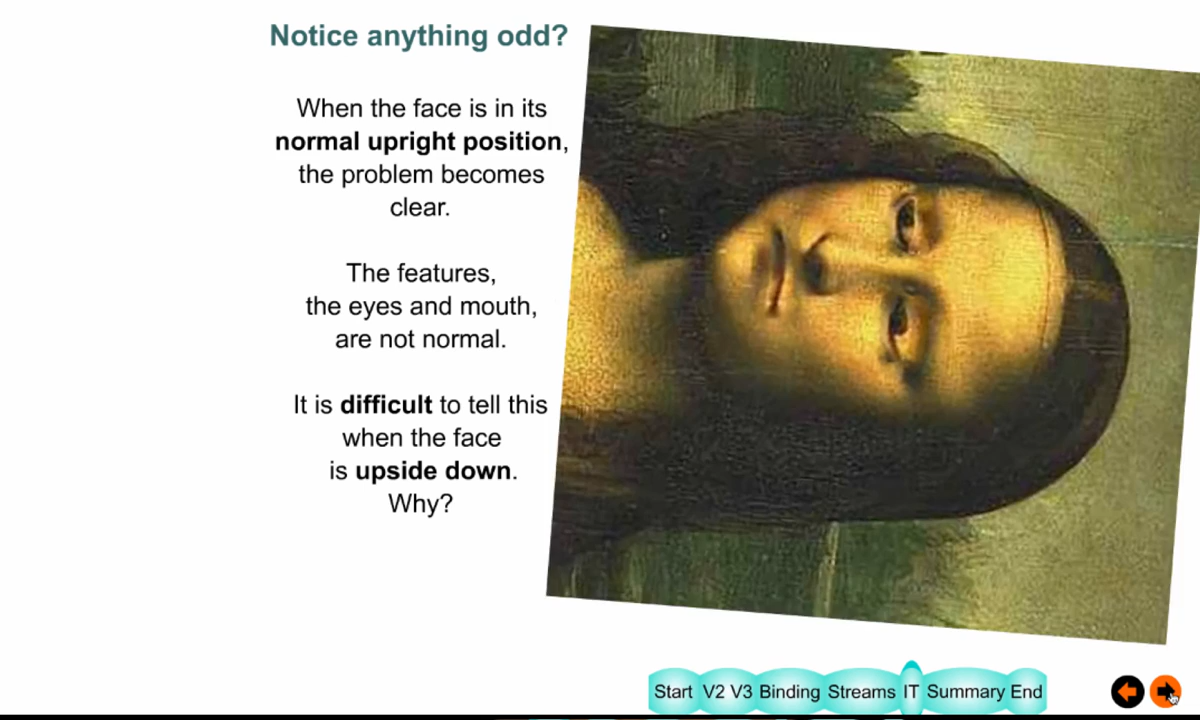 Notice anything odd?
When the face is in its
normal upright position,
the problem becomes
clear.
The features,
the eyes and mouth,
are not normal.
It is difficult to tell this
when the face
is upside down.
Why?
Start V2 V3 Binding Streams IT Summary End